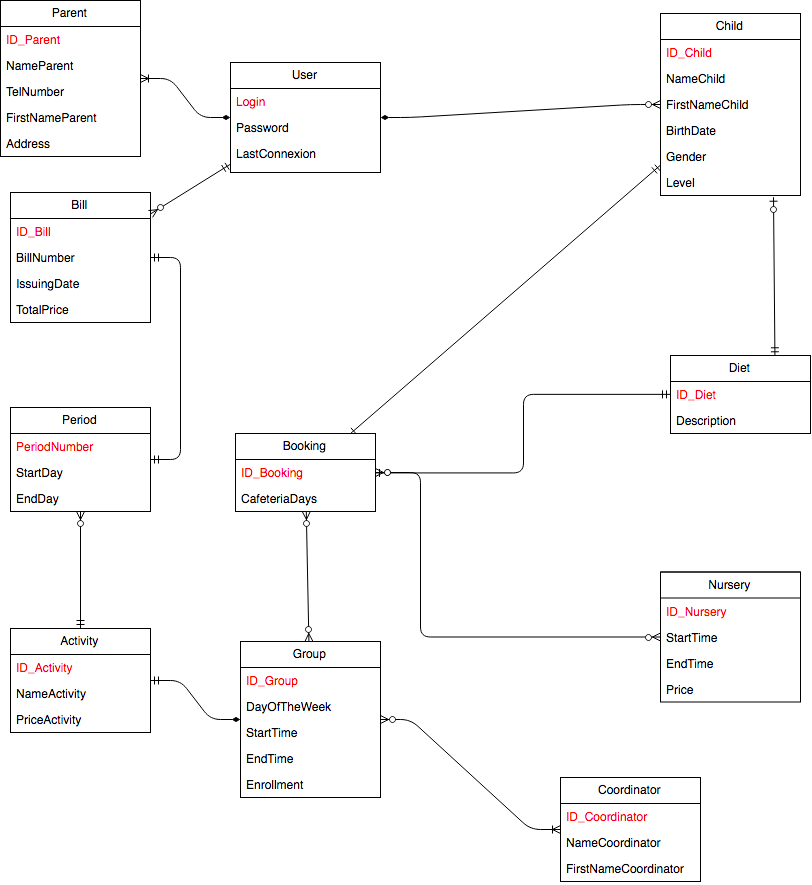 Parent
ID_Parent
NameParent
TelNumber
FirstNameParent
Address
User
Login
Password
LastConnexion
Child
ID_Child
NameChild
FirstNameChild
BirthDate
Gender
Level
Bill
ID_Bill
BillNumber
IssuingDate
TotalPrice
Diet
ID_Diet
Description
Period
PeriodNumber
StartDay
EndDay
Booking
ID_Booking
CafeteriaDays
Nursery
ID_Nursery
StartTime
EndTime
Price
Activity
ID_Activity
NameActivity
PriceActivity
Group
ID_Group
DayOfTheWeek
StartTime
EndTime
Enrollment
Coordinator
ID_Coordinator
NameCoordinator
FirstNameCoordinator